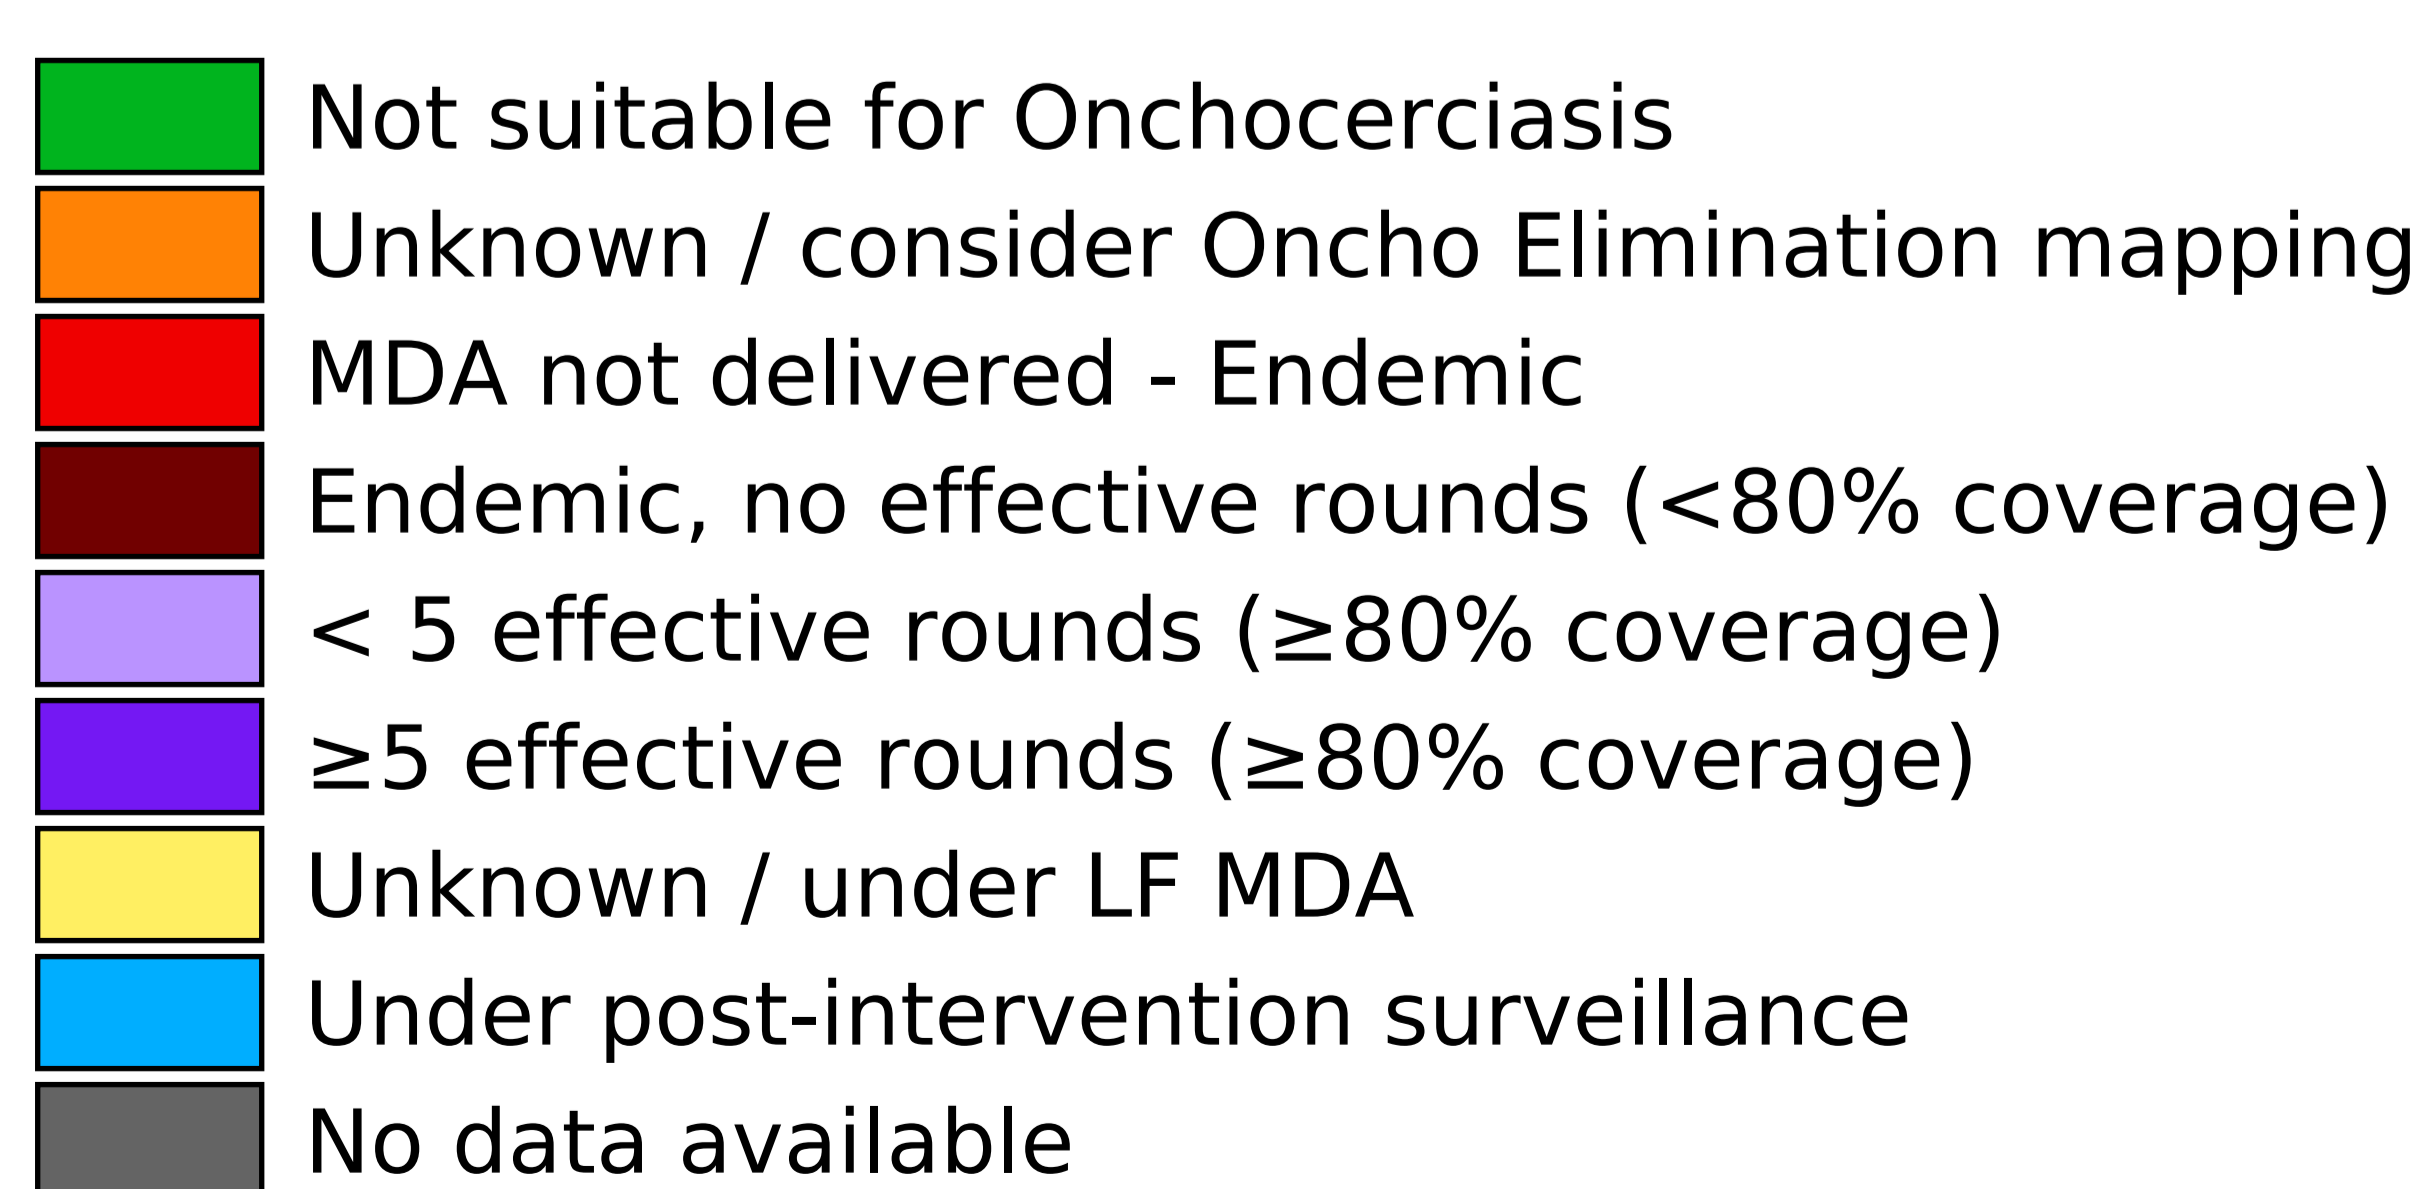 Not suitable for Onchocerciasis
Unknown / consider Oncho Elimination mapping
MDA not delivered - Endemic
Endemic, no effective rounds (<80% coverage)
< 5 effective rounds (≥80% coverage)
≥5 effective rounds (≥80% coverage)
Unknown / under LF MDA
Under post-intervention surveillance
No data available